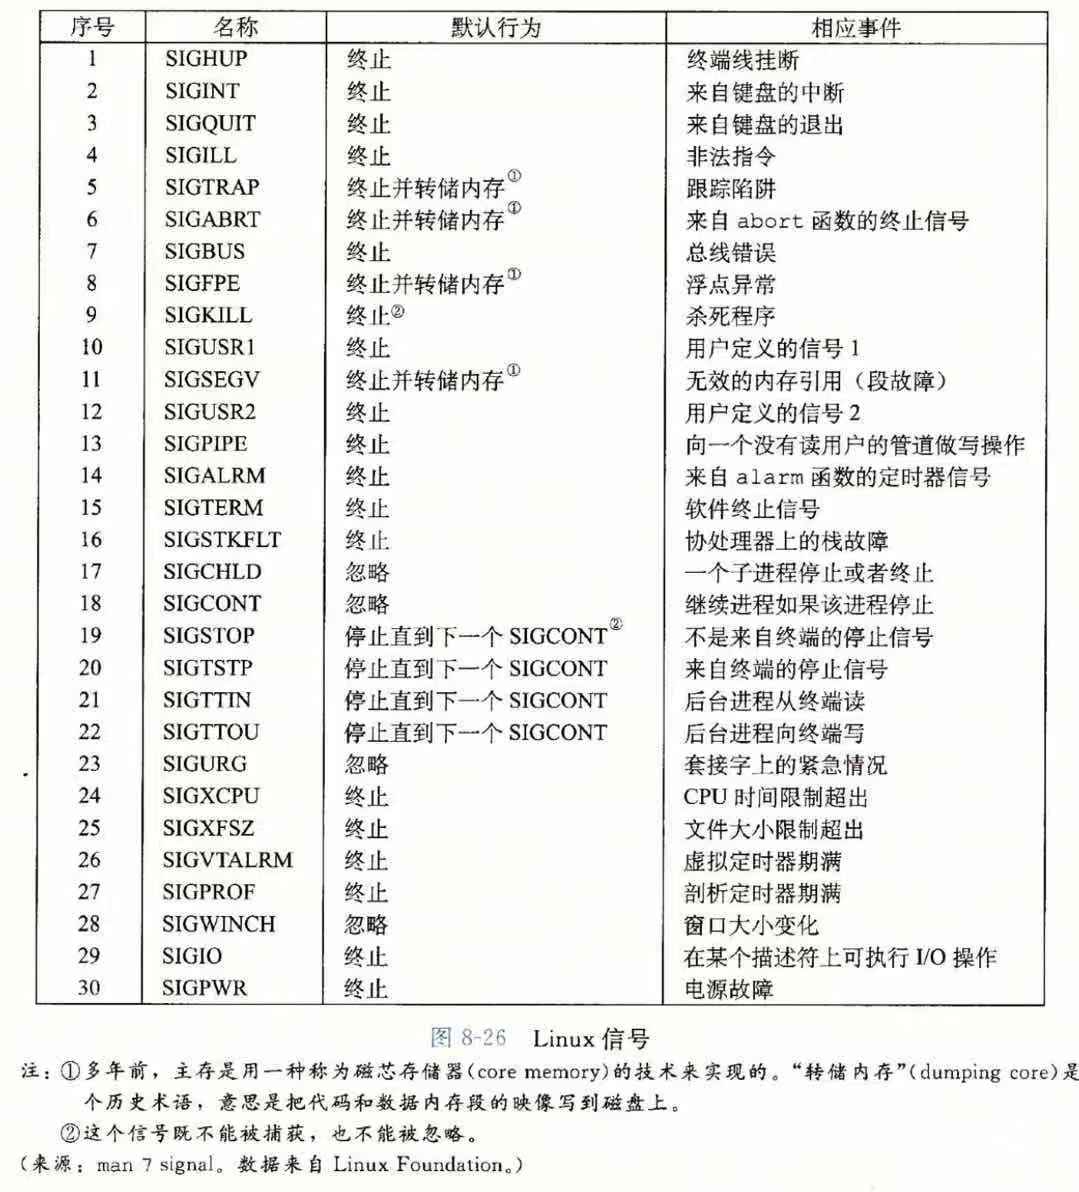 序号 名称 默认行为 相应事件
1 SIGHUP 终止 终端线挂断
2 SIGINT 终止 来自键盘的中断
3 SIGQUIT 终止 来自键盘的退出
4 SIGILL 终止 非法指令
5 SIGTRAP 终止并转储内存① 跟踪陷阱
6 SIGABRT 终止并转储内存① 来自 abort 函数的终止信号
7 SIGBUS 终止 总线错误
8 SIGFPE 终止并转储内存① 浮点异常
9 SIGKILL 终止② 杀死程序
10 SIGUSR1 终止 用户定义的信号 1
11 SIGSEGV 终止并转储内存① 无效的内存引用（段故障）
12 SIGUSR2 终止 用户定义的信号 2
13 SIGPIPE 终止 向一个没有读用户的管道做写操作
14 SIGALRM 终止 来自 alarm 函数的定时器信号
15 SIGTERM 终止 软件终止信号
16 SIGSTKFLT 终止 协处理器上的栈故障
17 SIGCHLD 忽略 一个子进程停止或者终止
18 SIGCONT 忽略 继续进程如果该进程停止
19 SIGSTOP 停止直到下一个 SIGCONT② 不是来自终端的停止信号
20 SIGTSTP 停止直到下一个 SIGCONT 来自终端的停止信号
21 SIGTTIN 停止直到下一个 SIGCONT 后台进程从终端读
22 SIGTTOU 停止直到下一个 SIGCONT 后台进程向终端写
23 SIGURG 忽略 套接字上的紧急情况
24 SIGXCPU 终止 CPU 时间限制超出
25 SIGXFSZ 终止 文件大小限制超出
26 SIGVTALRM 终止 虚拟定时器期满
27 SIGPROF 终止 剖析定时器期满
28 SIGWINCH 忽略 窗口大小变化
29 SIGIO 终止 在某个描述符上可执行 I/O 操作
30 SIGPWR 终止 电源故障
图 8-26 Linux 信号
注：①多年前，主存是用一种称为磁芯存储器(core memory)的技术来实现的。“转储内存”(dumping core)是
个历史术语，意思是把代码和数据内存段的映像写到磁盘上。
②这个信号既不能被捕获，也不能被忽略。
（来源：man 7 signal。数据来自 Linux Foundation。）